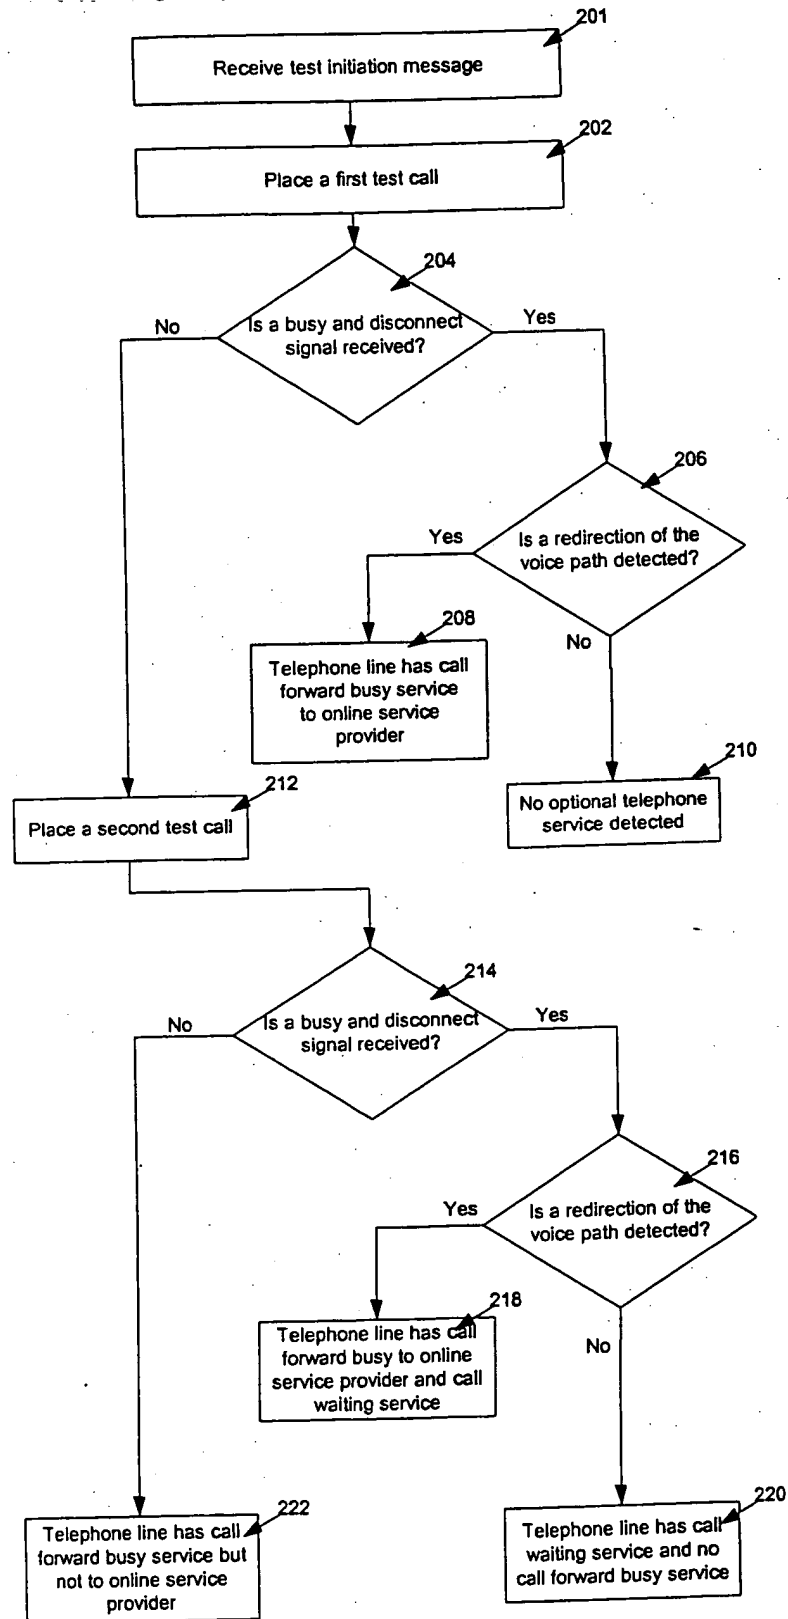 201
Receive test initiation message
202
Place a first test call
204
Is a busy and disconnect
signal received?
No
Yes
206
Is a redirection of the
voice path detected?
Yes
No
208
Telephone line has call
forward busy service
to online service
provider
210
No optional telephone
service detected
212
Place a second test call
214
Is a busy and disconnect
signal received?
No
Yes
216
Is a redirection of the
voice path detected?
Yes
No
218
Telephone line has call
forward busy to online
service provider and call
waiting service
220
Telephone line has call
waiting service and no
call forward busy service
222
Telephone line has call
forward busy service but
not to online service
provider